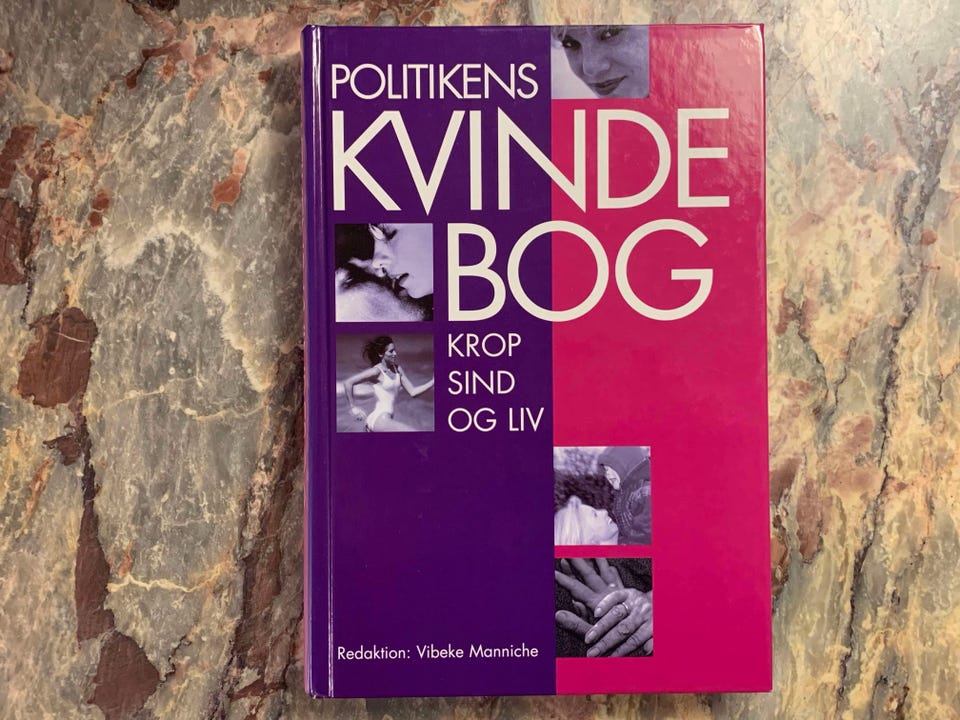 POLITIKENS
KVINDE
BOG
KROP
SIND
OG LIV
Redaktion: Vibeke Manniche